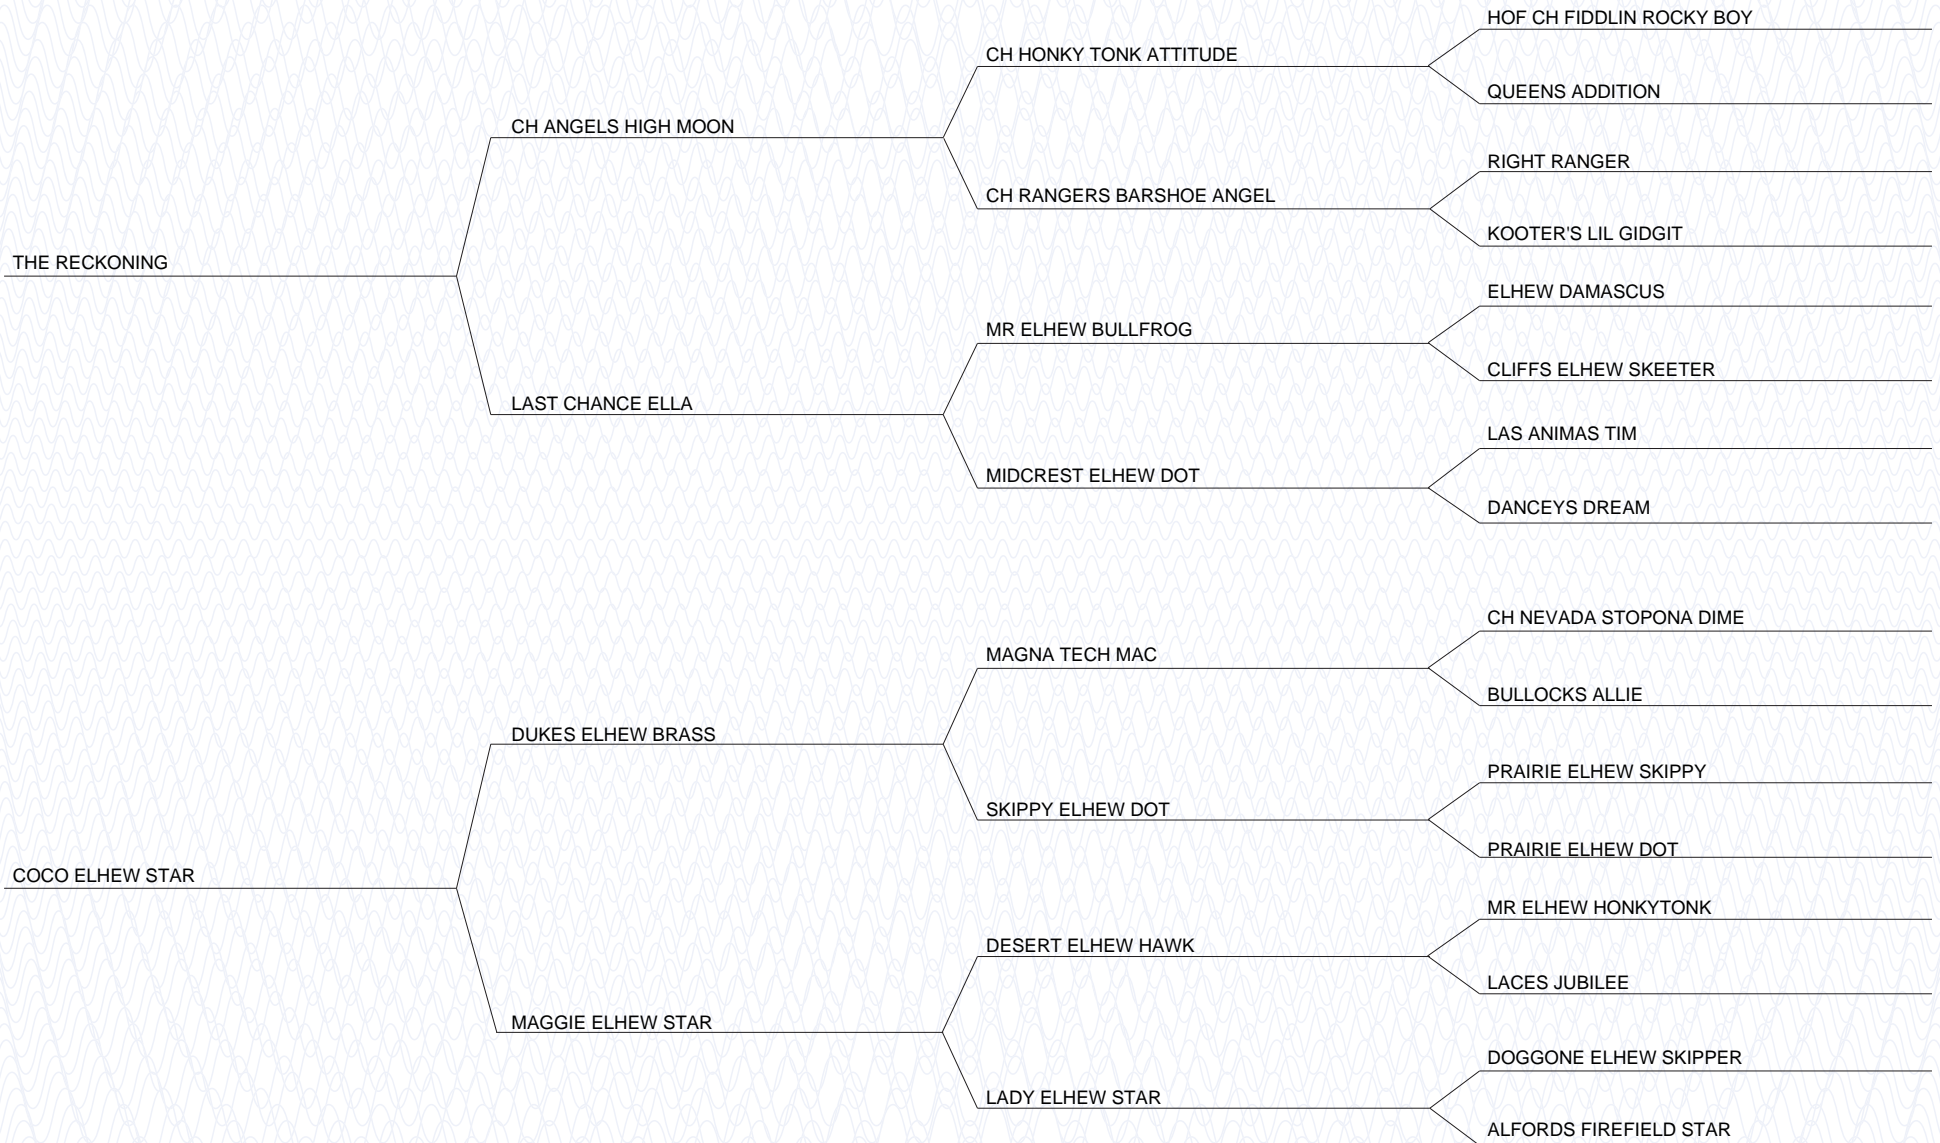 HOF CH FIDDLIN ROCKY BOY
CH HONKY TONK ATTITUDE
QUEENS ADDITION
CH ANGELS HIGH MOON
RIGHT RANGER
CH RANGERS BARSHOE ANGEL
KOOTER'S LIL GIDGIT
THE RECKONING
ELHEW DAMASCUS
MR ELHEW BULLFROG
CLIFFS ELHEW SKEETER
LAST CHANCE ELLA
LAS ANIMAS TIM
MIDCREST ELHEW DOT
DANCEYS DREAM
CH NEVADA STOPONA DIME
MAGNA TECH MAC
BULLOCKS ALLIE
DUKES ELHEW BRASS
PRAIRIE ELHEW SKIPPY
SKIPPY ELHEW DOT
PRAIRIE ELHEW DOT
COCO ELHEW STAR
MR ELHEW HONKYTONK
DESERT ELHEW HAWK
LACES JUBILEE
MAGGIE ELHEW STAR
DOGGONE ELHEW SKIPPER
LADY ELHEW STAR
ALFORDS FIREFIELD STAR